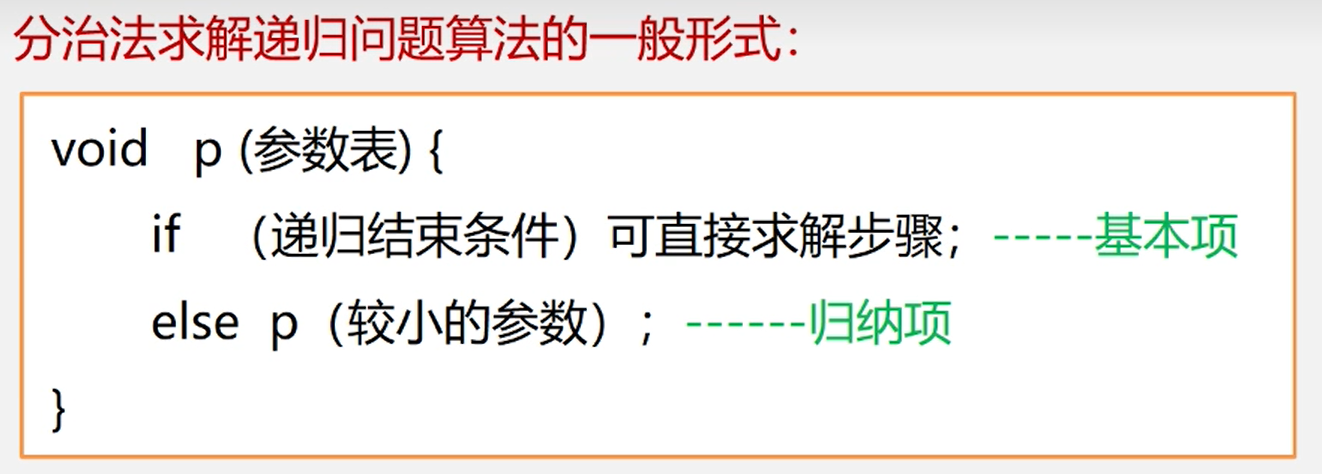 分治法求解递归问题算法的一般形式：
void p (参数表) {
if （递归结束条件）可直接求解步骤；-----基本项
else p（较小的参数）；------归纳项
}